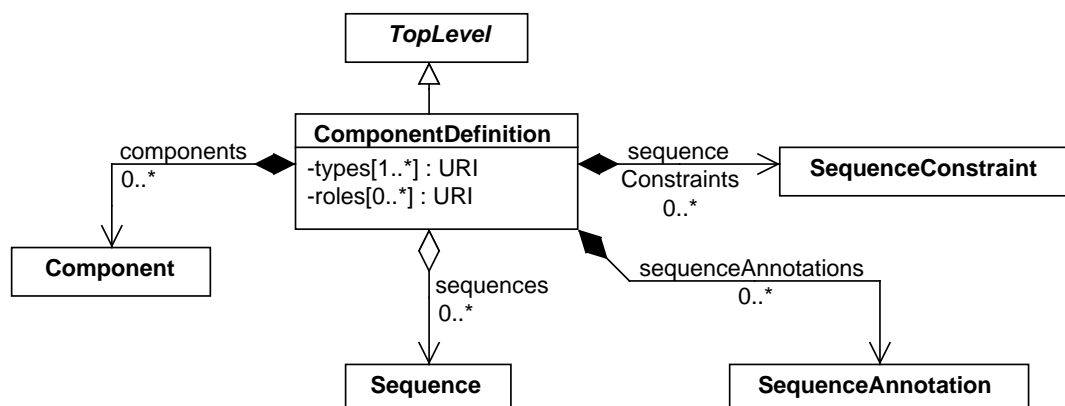 TopLevel
ComponentDefinition
-types[1..*] : URI
-roles[0..*] : URI
components
0..*
sequence
Constraints
0..*
SequenceConstraint
Component
sequences
0..*
sequenceAnnotations
0..*
Sequence
SequenceAnnotation